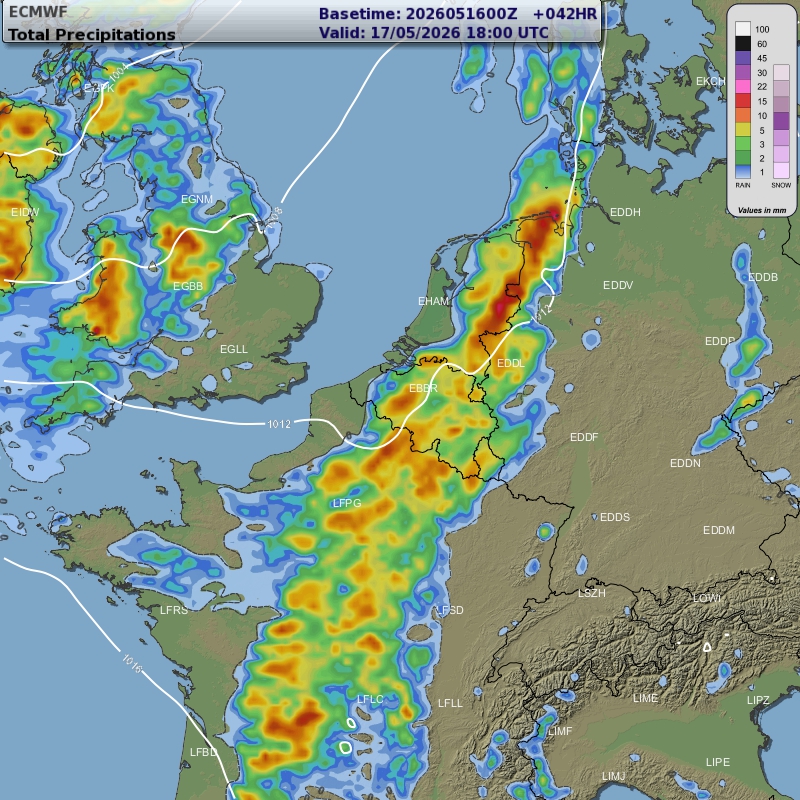 ECMWF
Basetime: 2026051600Z +042HR
Total Precipitations
Valid: 17/05/2026 18:00 UTC
100
60
45
30
22
15
10
5
3
2
1
RAIN SNOW
Values in mm
1004
EKCH
EIDW
EGNM
EDDH
EGBB
EHAM
EDDV
EDDB
1012
EGLL
EDDP
EDDL
EBBR
1012
EDDF
EDDN
LFPG
EDDS
EDDM
LSZH
LOWI
LFRS
LFSD
1016
LFLC
LFLL
LIME
LIPZ
LIMF
LFBD
LIPE
LIMJ